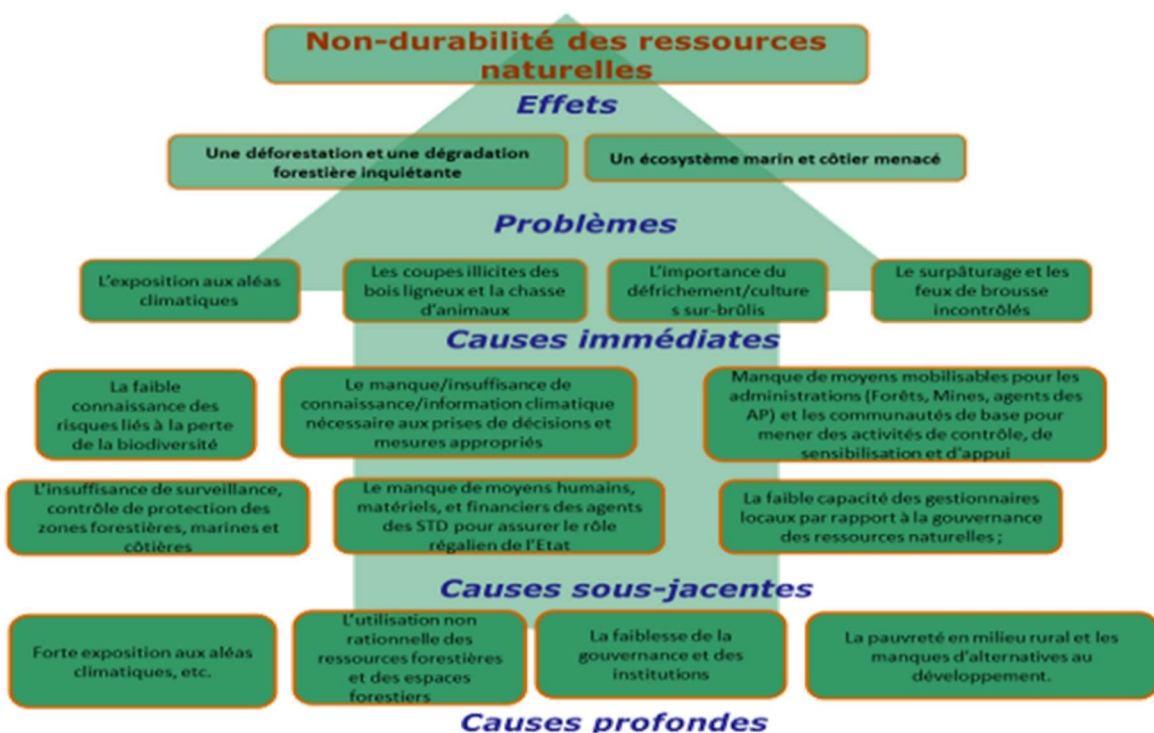 Non-durabilité des ressources
naturelles
Effets
Une déforestation et une dégradation
forestière inquiétante
Un écosystème marin et côtier menacé
Problèmes
L'exposition aux aléas
climatiques
Les coupes illicites des
bois ligneux et la chasse
d'animaux
L'importance du
défrichement/culture
s sur-brûlis
Le surpâturage et les
feux de brousse
incontrôlés
Causes immédiates
La faible
connaissance des
risques liés à la perte
de la biodiversité
Le manque/insuffisance de
connaissance/information climatique
nécessaire aux prises de décisions et
mesures appropriés
Manque de moyens mobilisables pour les
administrations (Forêts, Mines, agents des
AP) et les communautés de base pour
mener des activités de contrôle, de
sensibilisation et d'appui
L'insuffisance de surveillance,
contrôle de protection des
zones forestières, marines et
côtières
Le manque de moyens humains,
matériels, et financiers des agents
des STD pour assurer le rôle
régalien de l'Etat
La faible capacité des gestionnaires
locaux par rapport à la gouvernance
des ressources naturelles ;
Causes sous-jacentes
Forte exposition aux aléas
climatiques, etc.
L'utilisation non
rationnelle des
ressources forestières
et des espaces
forestiers
La faiblesse de la
gouvernance et des
institutions
La pauvreté en milieu rural et les
manques d'alternatives au
développement.
Causes profondes